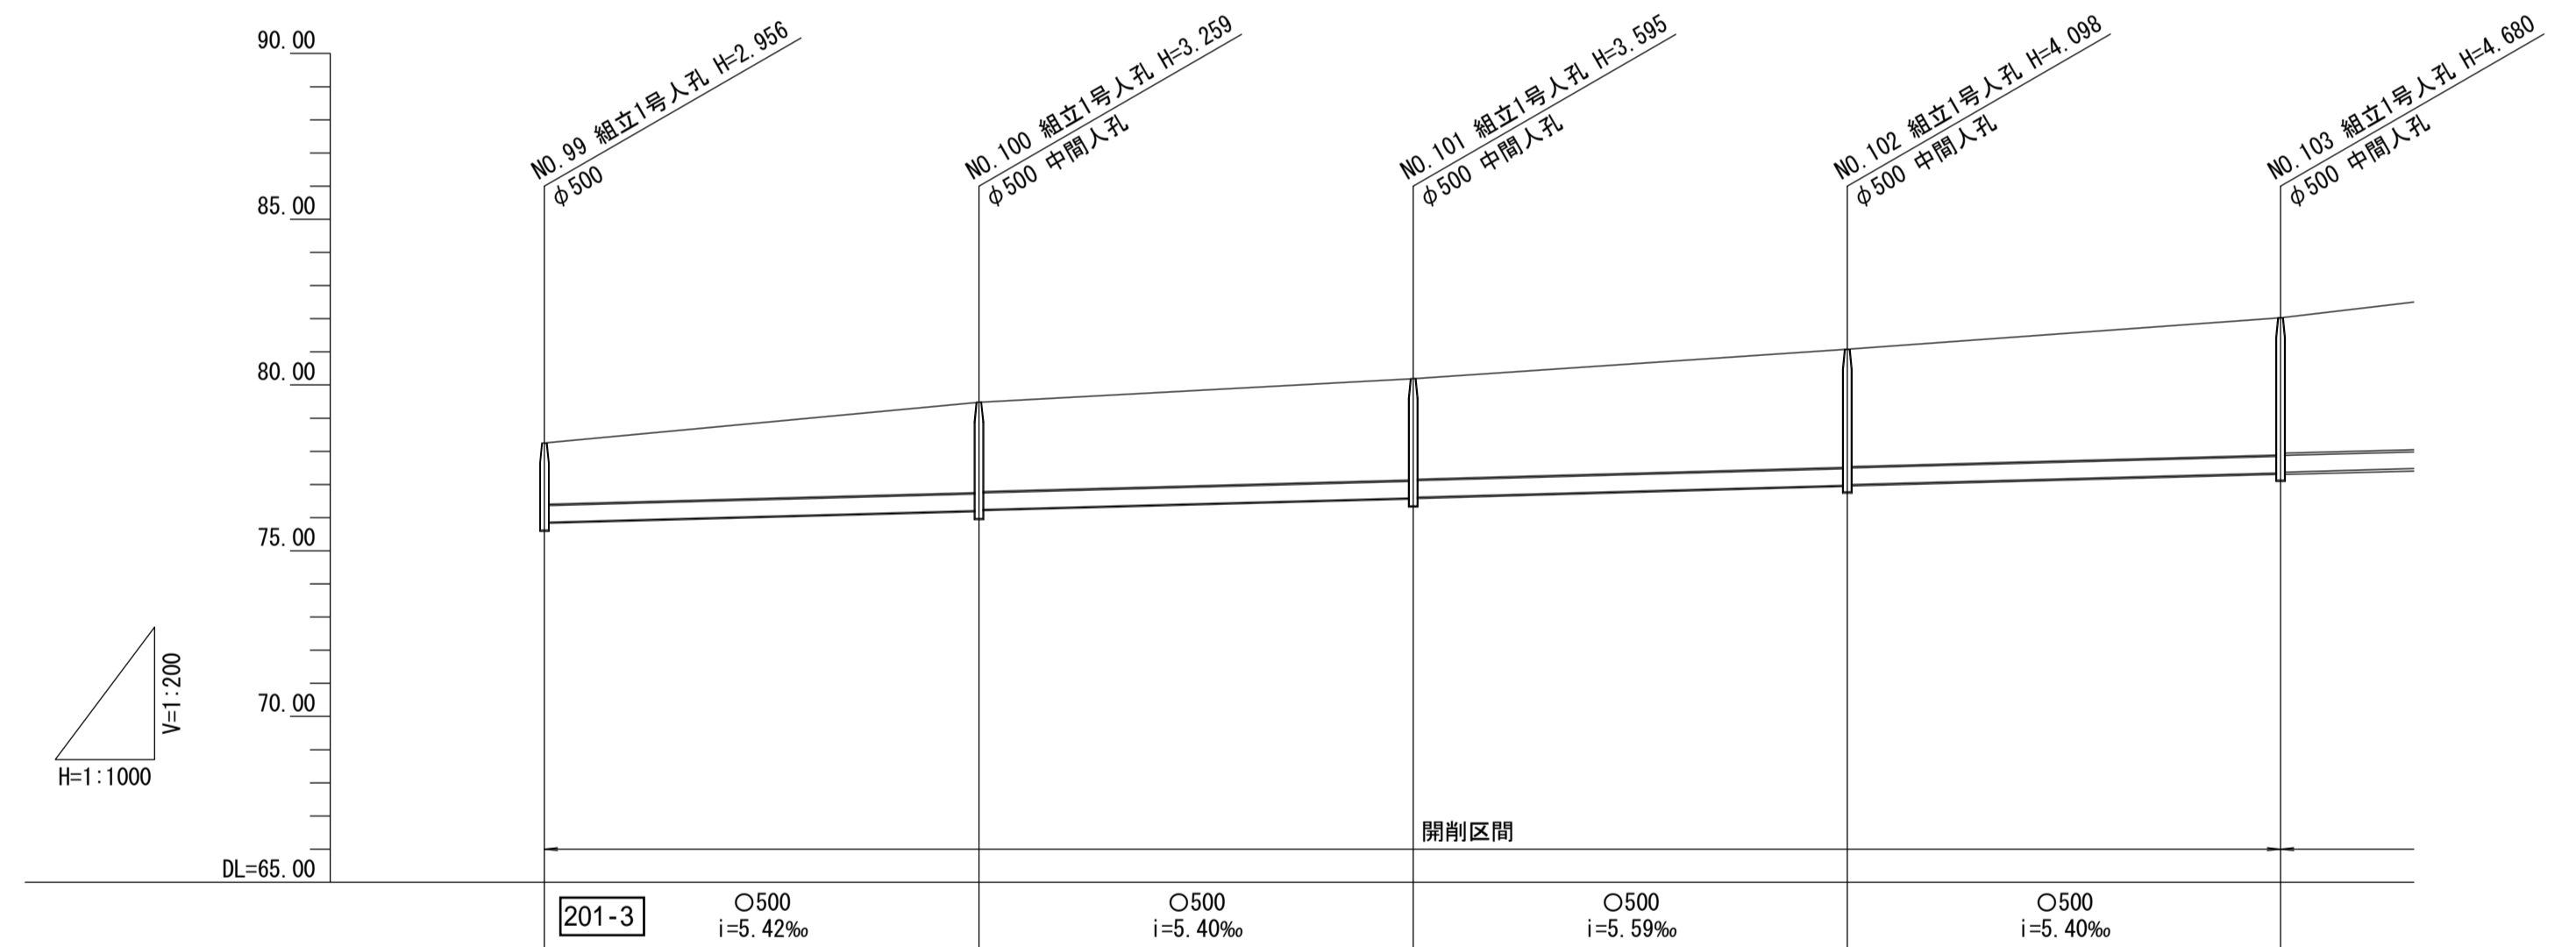 90.00
85.00
80.00
75.00
70.00
DL=65.00
V=1:200
H=1:1000
NO.99 組立1号人孔 H=2.956
φ500
NO.100 組立1号人孔 H=3.259
φ500 中間人孔
NO.101 組立1号人孔 H=3.595
φ500 中間人孔
NO.102 組立1号人孔 H=4.098
φ500 中間人孔
NO.103 組立1号人孔 H=4.680
φ500 中間人孔
開削区間
201-3
○500
i=5.42‰
○500
i=5.40‰
○500
i=5.59‰
○500
i=5.40‰